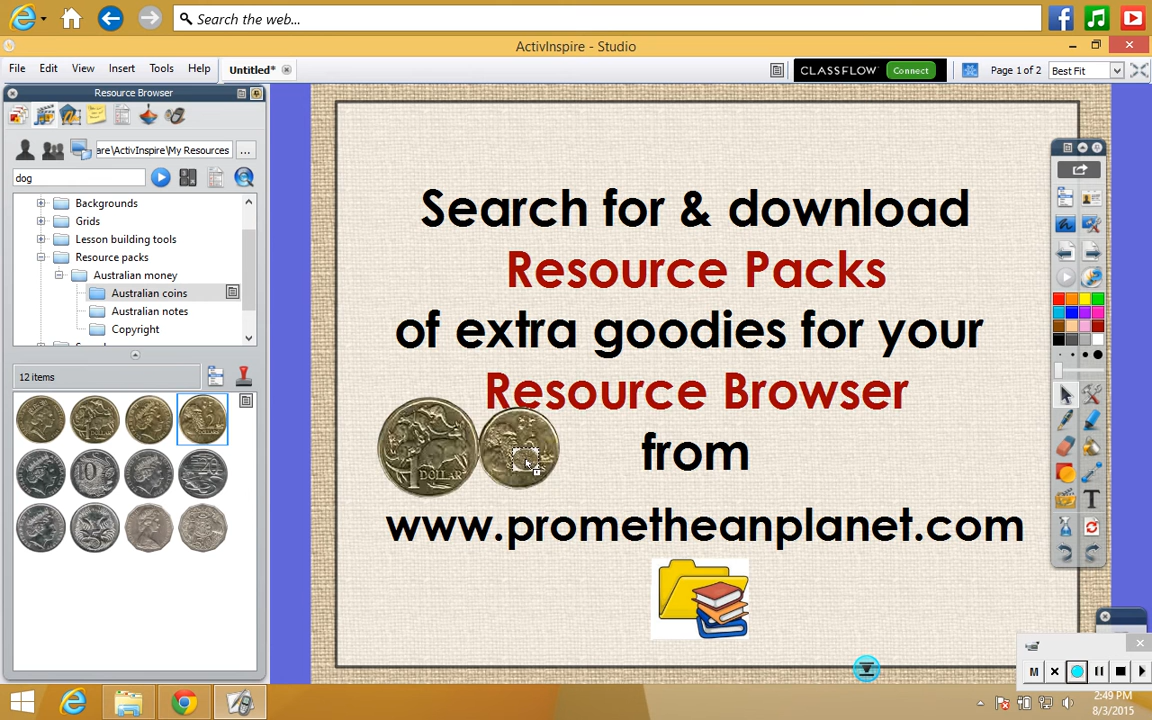 Search the web...
ActivInspire - Studio
File Edit View Insert Tools Help Untitled*
CLASSFLOW Connect Page 1 of 2 Best Fit
Resource Browser
are\ActivInspire\My Resources ...
dog
Backgrounds
Grids
Lesson building tools
Resource packs
Australian money
Australian coins
Australian notes
Copyright
12 items
Search for & download
Resource Packs
of extra goodies for your
Resource Browser
from
1 DOLLAR
www.prometheanplanet.com
M
2:49 PM
8/3/2015